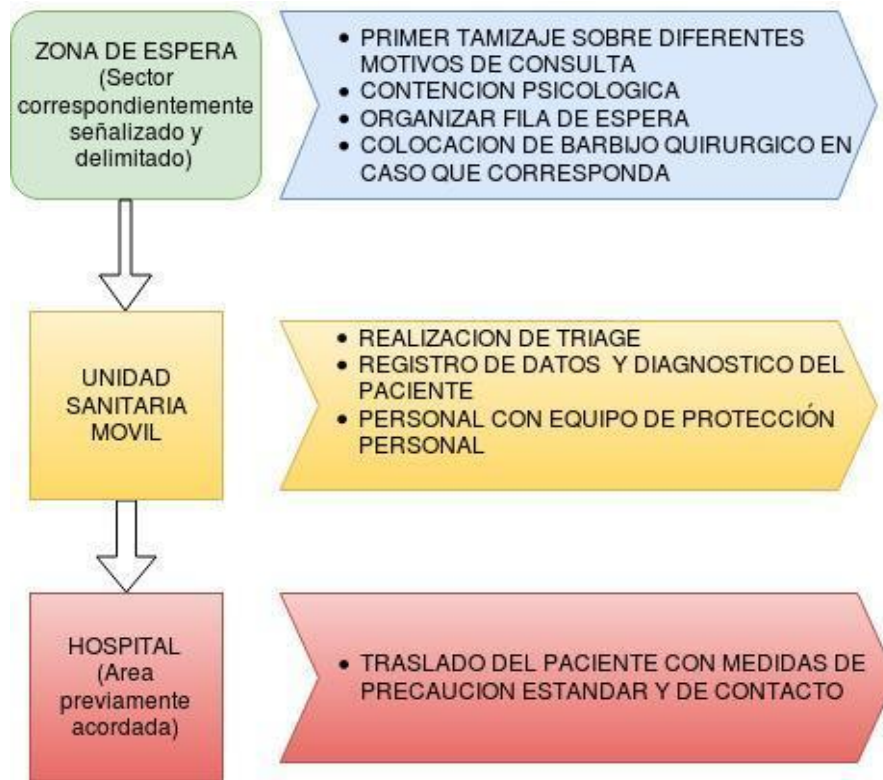 ZONA DE ESPERA
(Sector
correspondientemente
señalizado y
delimitado)
• PRIMER TAMIZAJE SOBRE DIFERENTES
MOTIVOS DE CONSULTA
• CONTENCION PSICOLOGICA
• ORGANIZAR FILA DE ESPERA
• COLOCACION DE BARBIJO QUIRURGICO EN
CASO QUE CORRESPONDA
UNIDAD
SANITARIA
MOVIL
• REALIZACION DE TRIAGE
• REGISTRO DE DATOS Y DIAGNOSTICO DEL
PACIENTE
• PERSONAL CON EQUIPO DE PROTECCIÓN
PERSONAL
HOSPITAL
(Area
previamente
acordada)
• TRASLADO DEL PACIENTE CON MEDIDAS DE
PRECAUCION ESTANDAR Y DE CONTACTO